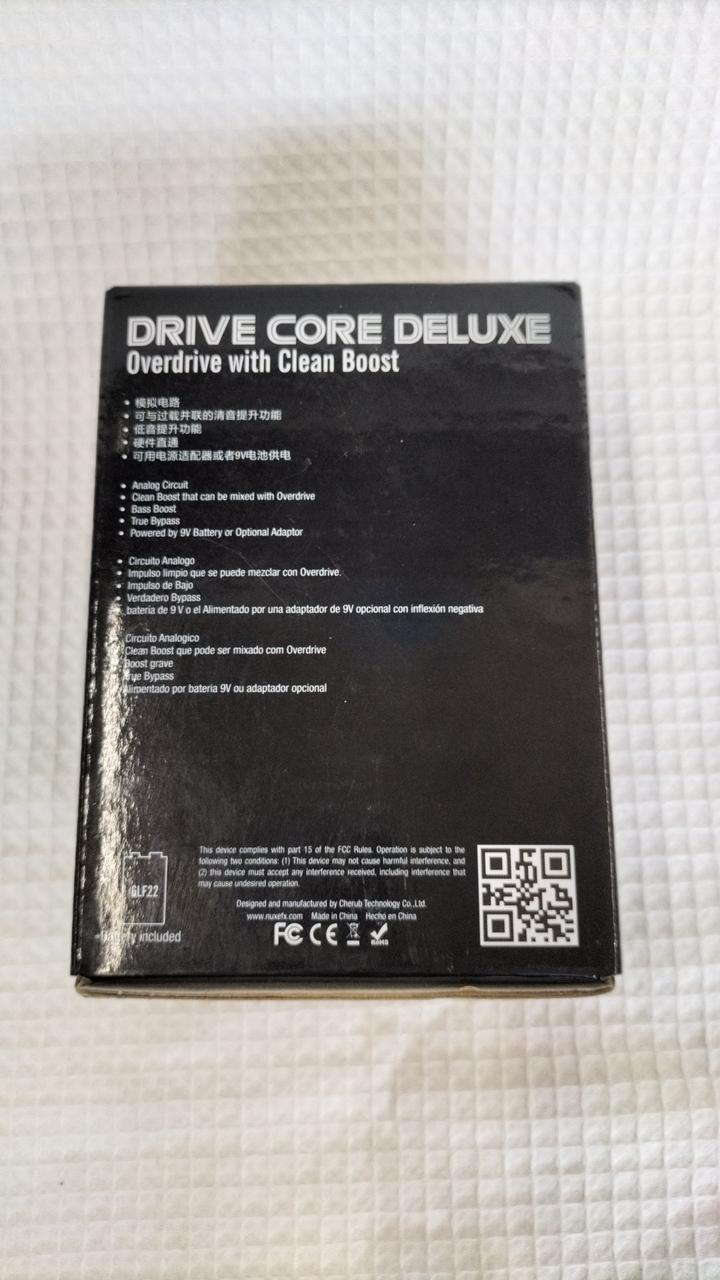 DRIVE CORE DELUXE
Overdrive with Clean Boost
• 模拟电路
• 可与过载并联的清音提升功能
• 低音提升功能
• 硬件直通
• 可用电源适配器或者9V电池供电
• Analog Circuit
• Clean Boost that can be mixed with Overdrive
• Bass Boost
• True Bypass
• Powered by 9V Battery or Optional Adaptor
• Circuito Analogo
• Impulso limpio que se puede mezclar con Overdrive.
• Impulso de Bajo
• Verdadero Bypass
bateria de 9 V o el Alimentado por una adaptador de 9V opcional con inflexión negativa
Circuito Analogico
Clean Boost que pode ser mixado com Overdrive
Boost grave
True Bypass
Alimentado por bateria 9V ou adaptador opcional
This device complies with part 15 of the FCC Rules. Operation is subject to the
following two conditions: (1) This device may not cause harmful interference, and
(2) this device must accept any interference received, including interference that
may cause undesired operation.
6LF22
Battery included
Designed and manufactured by Cherub Technology Co.,Ltd.
www.nuxefx.com Made in China Hecho en China
FC CE RoHS